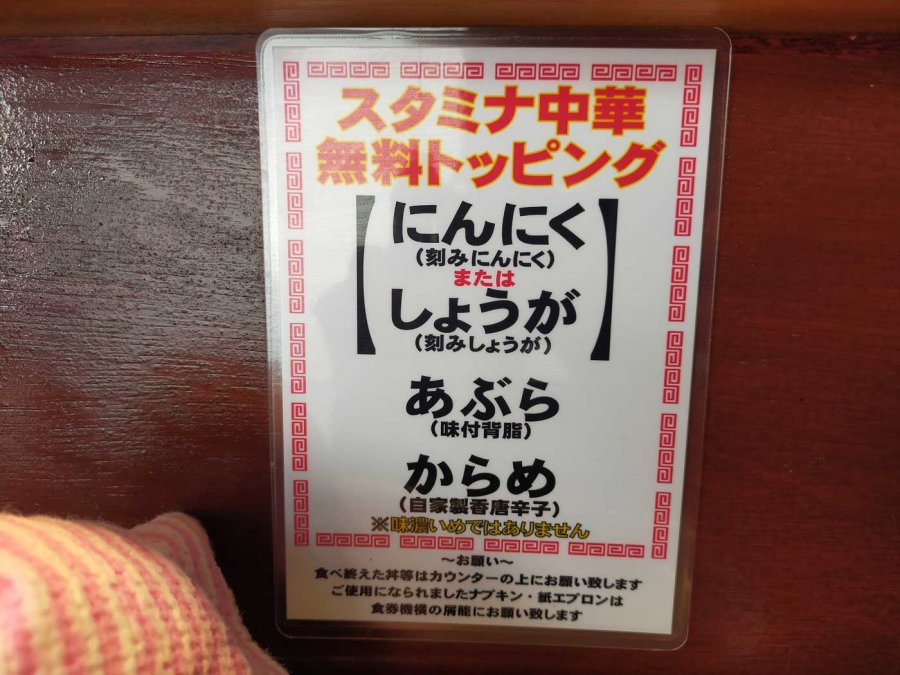 スタミナ中華
無料トッピング
【にんにく
(刻みにんにく)
または
しょうが
(刻みしょうが)】
あぶら
(味付背脂)
からめ
(自家製香唐辛子)
※味濃いめではありません
〜お願い〜
食べ終えた丼等はカウンターの上にお願い致します
ご使用になられましたナプキン・紙エプロンは
食券機横の屑籠にお願い致します